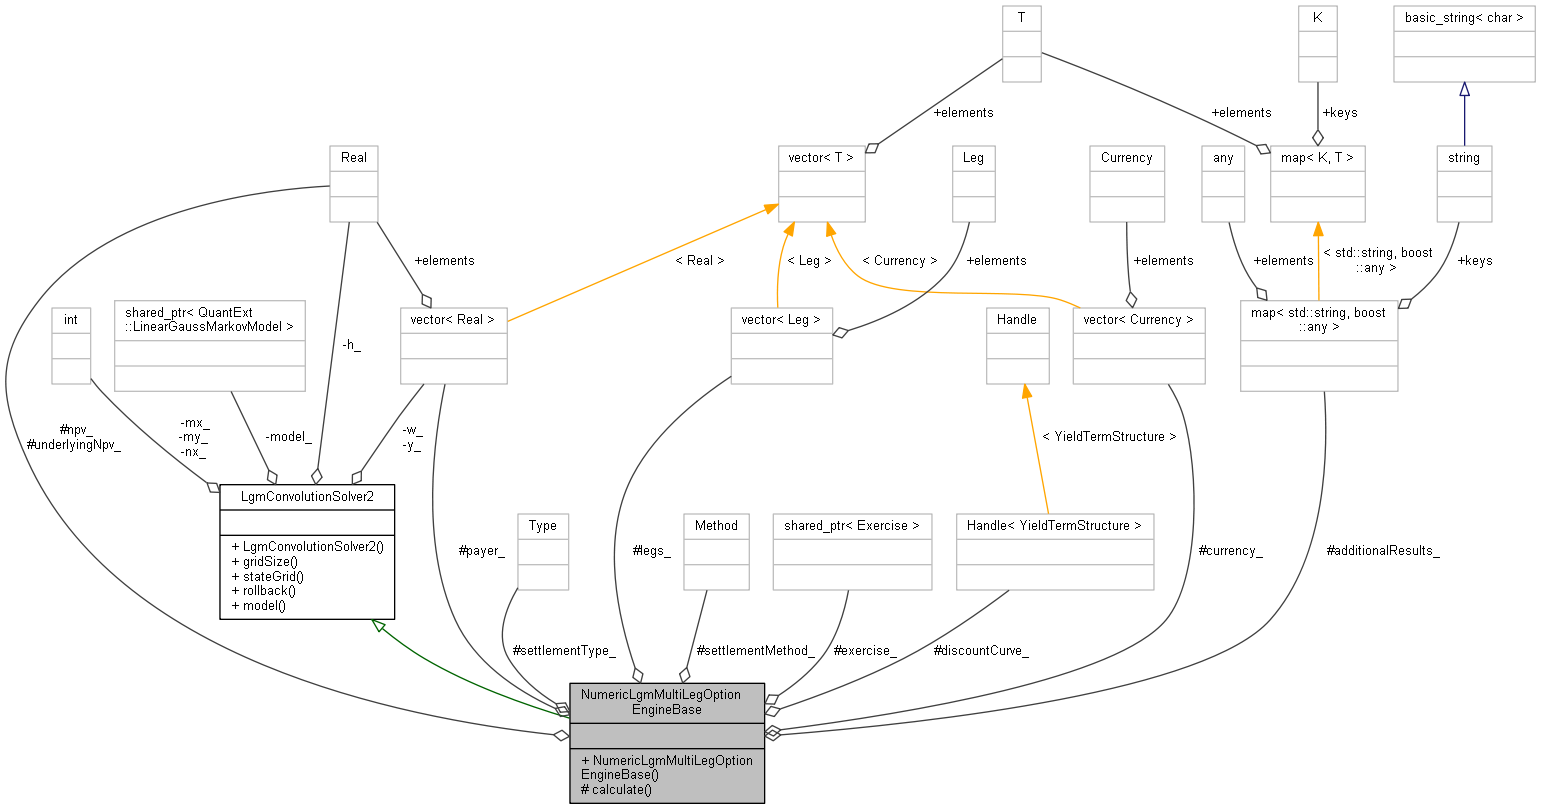 T
K
basic_string< char >
+elements
+elements
+keys
Real
vector< T >
Leg
Currency
any
map< K, T >
string
+elements
< Real >
< Leg >
< Currency >
+elements
+elements
+elements
< std::string, boost
::any >
+keys
int
shared_ptr< QuantExt
::LinearGaussMarkovModel >
-h_
vector< Real >
vector< Leg >
Handle
vector< Currency >
map< std::string, boost
::any >
#npv_
#underlyingNpv_
-mx_
-my_
-nx_
-model_
-w_
-y_
< YieldTermStructure >
LgmConvolutionSolver2
+ LgmConvolutionSolver2()
+ gridSize()
+ stateGrid()
+ rollback()
+ model()
#payer_
Type
#legs_
Method
shared_ptr< Exercise >
Handle< YieldTermStructure >
#currency_
#additionalResults_
#settlementType_
#settlementMethod_
#exercise_
#discountCurve_
NumericLgmMultiLegOption
EngineBase
+ NumericLgmMultiLegOption
EngineBase()
# calculate()